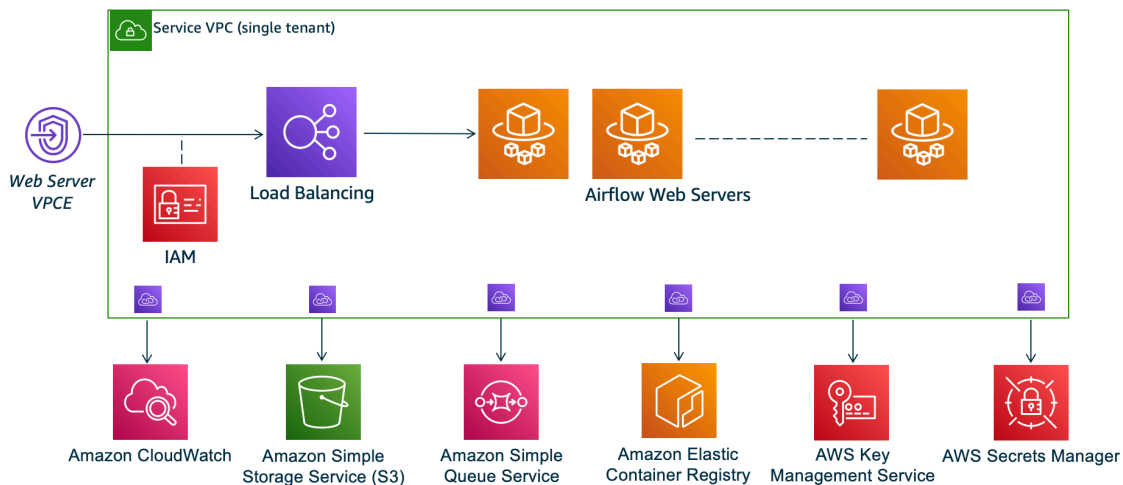 Service VPC (single tenant)
Web Server
VPCE
Load Balancing
Airflow Web Servers
IAM
Amazon CloudWatch
Amazon Simple
Storage Service (S3)
Amazon Simple
Queue Service
Amazon Elastic
Container Registry
AWS Key
Management Service
AWS Secrets Manager